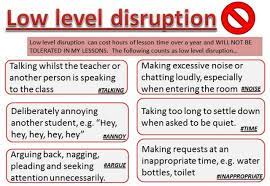 Low level disruption
Low level disruption can cost hours of lesson time over a year and WILL NOT BE
TOLERATED IN MY LESSONS. The following counts as low level disruption...
Talking whilst the teacher or
another person is speaking
to the class
#TALKING
Making excessive noise or
chatting loudly, especially
when entering the room
#NOISE
Deliberately annoying
another student, e.g. “Hey,
hey, hey, hey, hey”
#ANNOY
Taking too long to settle down
when asked to be quiet.
#TIME
Arguing back, nagging,
pleading and seeking
attention unnecessarily.
#ARGUE
Making requests at an
inappropriate time, e.g. water
bottles, toilet
#INAPPROPRIATE